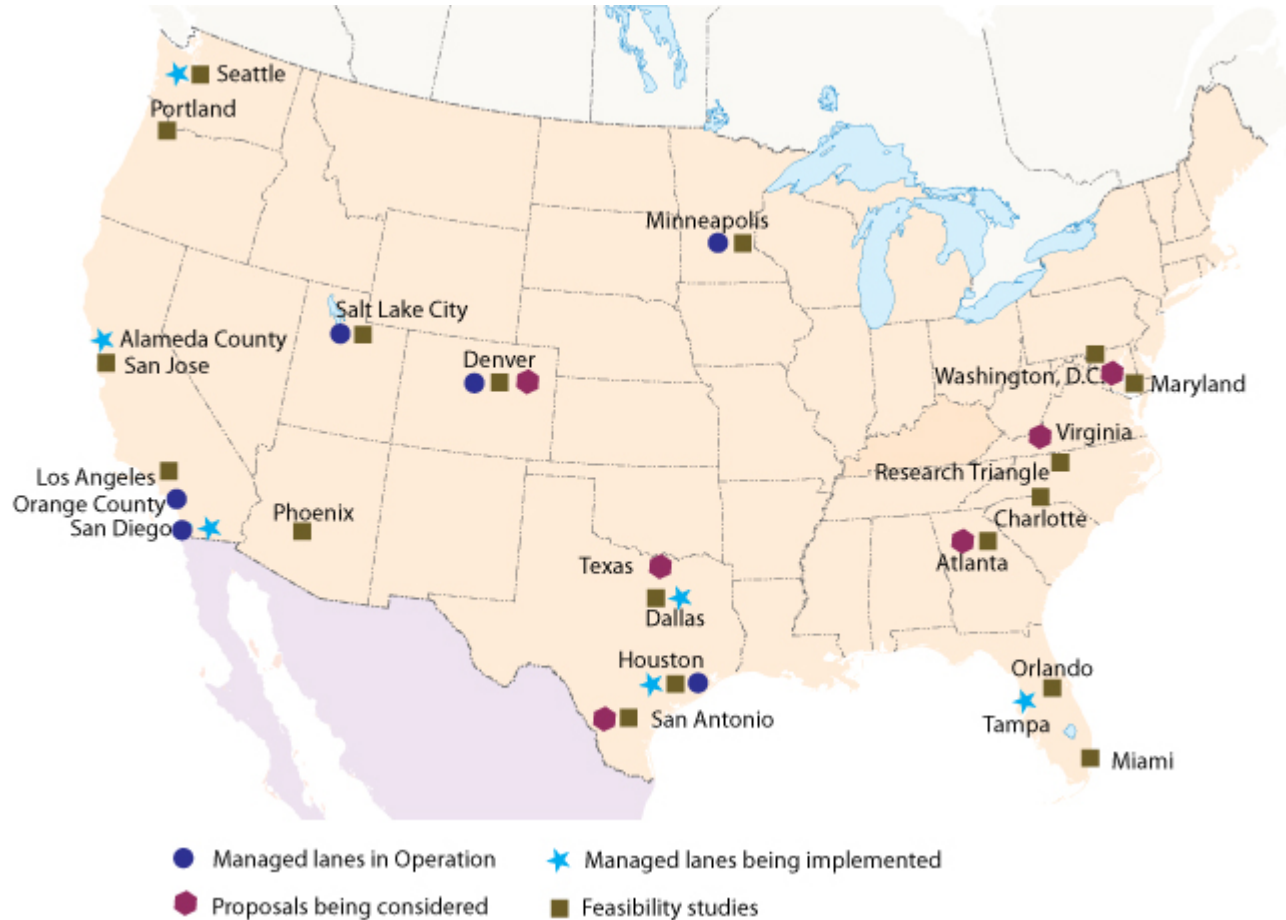 Seattle
Portland
Minneapolis
Salt Lake City
Alameda County
San Jose
Denver
Washington, D.C.
Maryland
Virginia
Research Triangle
Los Angeles
Orange County
San Diego
Phoenix
Charlotte
Atlanta
Texas
Dallas
Houston
San Antonio
Orlando
Tampa
Miami
Managed lanes in Operation
Managed lanes being implemented
Proposals being considered
Feasibility studies